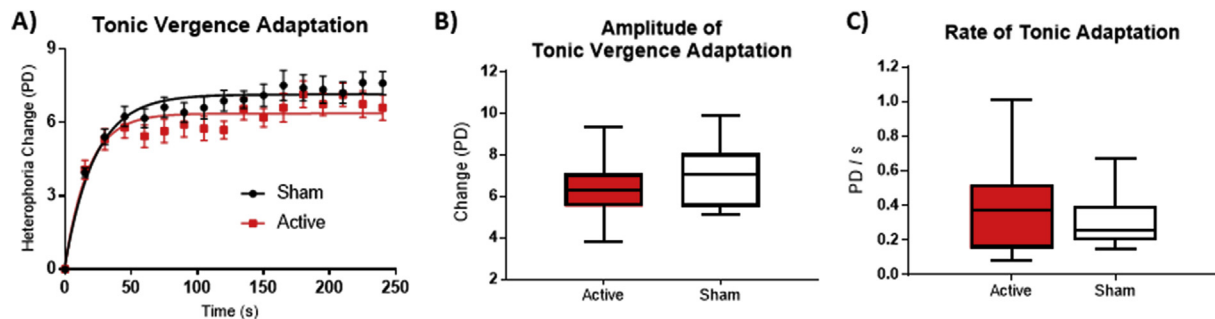 A)
Tonic Vergence Adaptation
Heterophoria Change (PD)
9
6
3
0
Sham
Active
0 50 100 150 200 250
Time (s)
B)
Amplitude of
Tonic Vergence Adaptation
Change (PD)
12
10
8
6
4
2
Active Sham
C)
Rate of Tonic Adaptation
PD / s
1.2
1.0
0.8
0.6
0.4
0.2
0.0
Active Sham